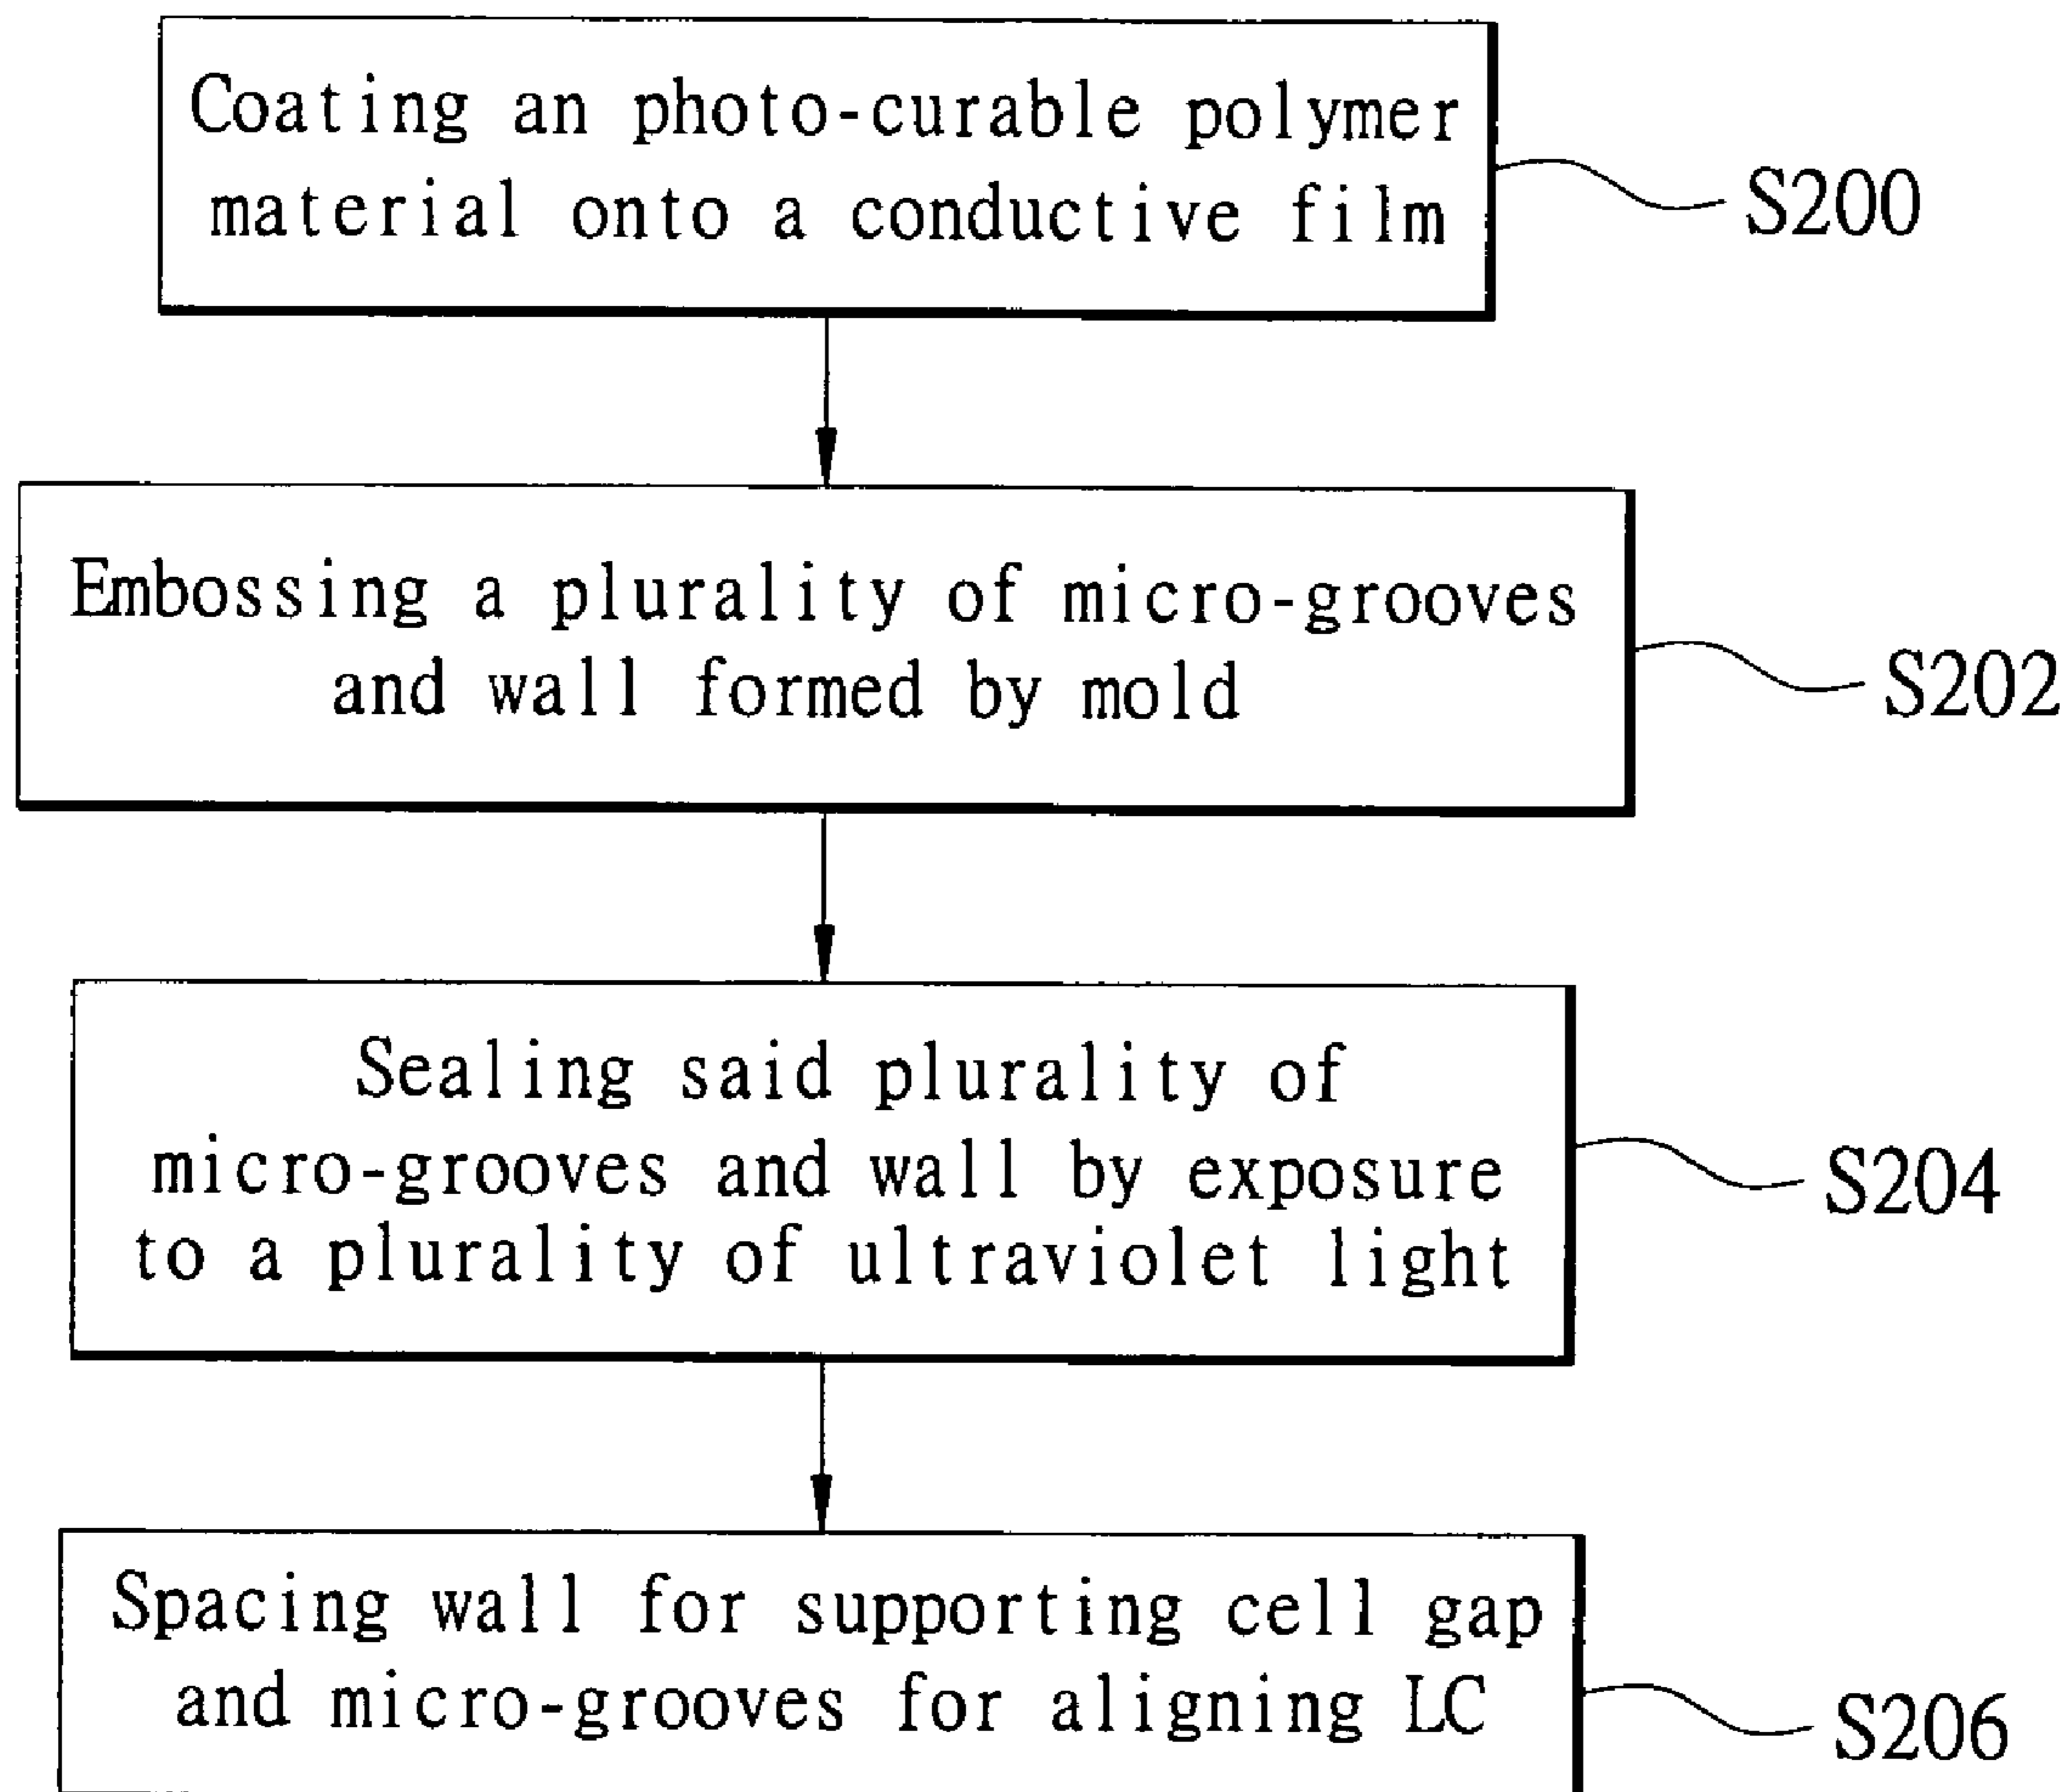 Coating an photo-curable polymer
material onto a conductive film
S200
Embossing a plurality of micro-grooves
and wall formed by mold
S202
Sealing said plurality of
micro-grooves and wall by exposure
to a plurality of ultraviolet light
S204
Spacing wall for supporting cell gap
and micro-grooves for aligning LC
S206